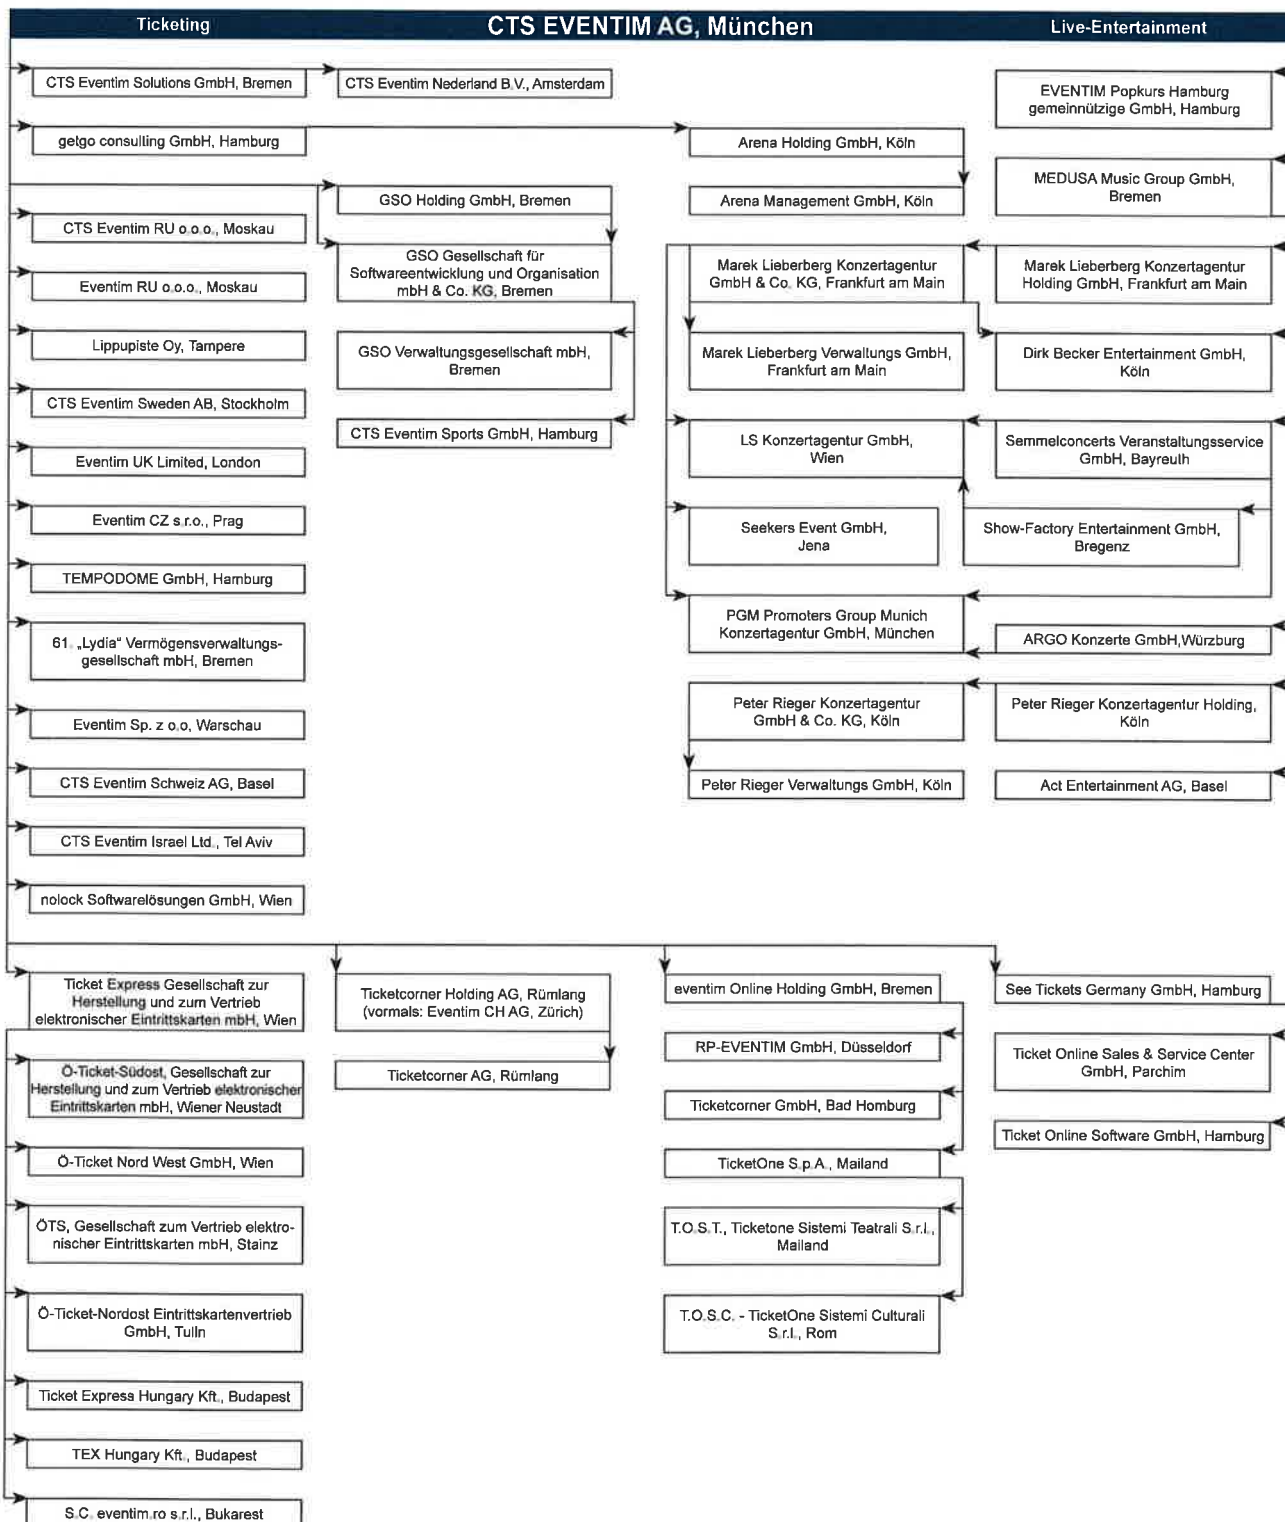 Ticketing
CTS EVENTIM AG, München
Live-Entertainment
CTS Eventim Solutions GmbH, Bremen
CTS Eventim Nederland B.V., Amsterdam
EVENTIM Popkurs Hamburg
gemeinnützige GmbH, Hamburg
getgo consulling GmbH, Hamburg
Arena Holding GmbH, Köln
MEDUSA Music Group GmbH,
Bremen
GSO Holding GmbH, Bremen
Arena Management GmbH, Köln
CTS Eventim RU o.o.o., Moskau
GSO Gesellschaft für
Softwareentwicklung und Organisation
mbH & Co. KG, Bremen
Marek Lieberberg Konzertagentur
GmbH & Co. KG, Frankfurt am Main
Marek Lieberberg Konzertagentur
Holding GmbH, Frankfurt am Main
Eventim RU o.o.o., Moskau
Lippupiste Oy, Tampere
GSO Verwaltungsgesellschaft mbH,
Bremen
Marek Lieberberg Verwaltungs GmbH,
Frankfurt am Main
Dirk Becker Entertainment GmbH,
Köln
CTS Eventim Sweden AB, Stockholm
CTS Eventim Sports GmbH, Hamburg
LS Konzertagentur GmbH,
Wien
Semmelconcerts Veranstaltungsservice
GmbH, Bayreuth
Eventim UK Limited, London
Eventim CZ s.r.o., Prag
Seekers Event GmbH,
Jena
Show-Factory Entertainment GmbH,
Bregenz
TEMPODOME GmbH, Hamburg
61. „Lydia“ Vermögensverwaltungs-
gesellschaft mbH, Bremen
PGM Promoters Group Munich
Konzertagentur GmbH, München
ARGO Konzerte GmbH,Würzburg
Eventim Sp. z o.o, Warschau
Peter Rieger Konzertagentur
GmbH & Co. KG, Köln
Peter Rieger Konzertagentur Holding,
Köln
CTS Eventim Schweiz AG, Basel
Peter Rieger Verwaltungs GmbH, Köln
Act Entertainment AG, Basel
CTS Eventim Israel Ltd., Tel Aviv
nolock Softwarelösungen GmbH, Wien
Ticket Express Gesellschaft zur
Herstellung und zum Vertrieb
elektronischer Eintrittskarten mbH, Wien
Ticketcorner Holding AG, Rümlang
(vormals: Eventim CH AG, Zürich)
eventim Online Holding GmbH, Bremen
See Tickets Germany GmbH, Hamburg
RP-EVENTIM GmbH, Düsseldorf
Ticket Online Sales & Service Center
GmbH, Parchim
Ö-Ticket-Südost, Gesellschaft zur
Herstellung und zum Vertrieb elektronischer
Eintrittskarten mbH, Wiener Neustadt
Ticketcorner AG, Rümlang
Ticketcorner GmbH, Bad Homburg
Ticket Online Software GmbH, Hamburg
Ö-Ticket Nord West GmbH, Wien
TicketOne S.p.A., Mailand
ÖTS, Gesellschaft zum Vertrieb elektro-
nischer Eintrittskarten mbH, Stainz
T.O.S.T., Ticketone Sistemi Teatrali S.r.l.,
Mailand
Ö-Ticket-Nordost Eintrittskartenvertrieb
GmbH, Tulln
T.O.S.C. - TicketOne Sistemi Culturali
S.r.l., Rom
Ticket Express Hungary Kft., Budapest
TEX Hungary Kft., Budapest
S.C. eventim.ro s.r.l., Bukarest